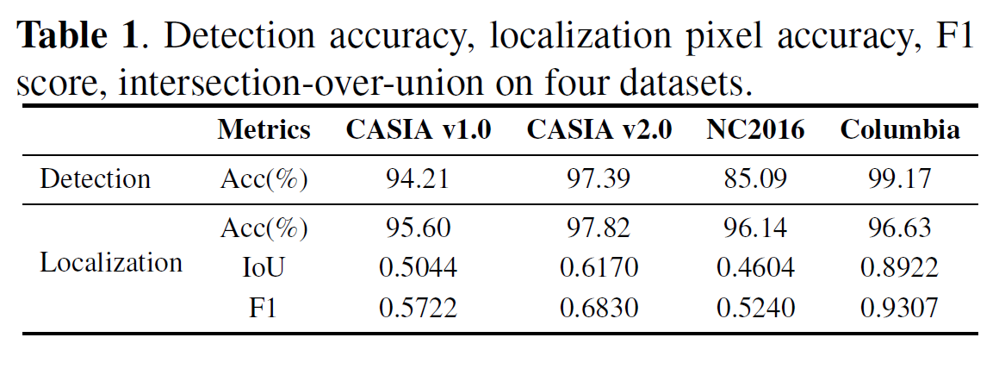 Table 1. Detection accuracy, localization pixel accuracy, F1
score, intersection-over-union on four datasets.
Metrics CASIA v1.0 CASIA v2.0 NC2016 Columbia
Detection Acc(%) 94.21 97.39 85.09 99.17
Acc(%) 95.60 97.82 96.14 96.63
Localization IoU 0.5044 0.6170 0.4604 0.8922
F1 0.5722 0.6830 0.5240 0.9307